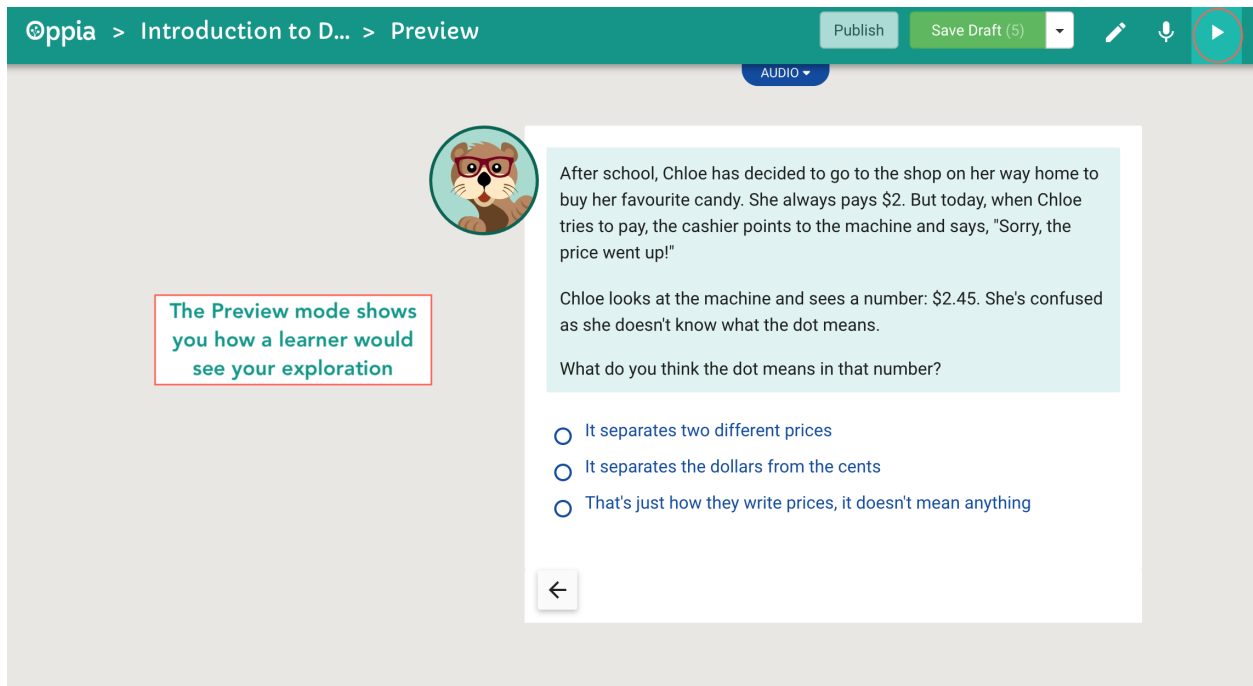 Oppia > Introduction to D... > Preview
Publish
Save Draft (5)
AUDIO
After school, Chloe has decided to go to the shop on her way home to
buy her favourite candy. She always pays $2. But today, when Chloe
tries to pay, the cashier points to the machine and says, "Sorry, the
price went up!"
Chloe looks at the machine and sees a number: $2.45. She's confused
as she doesn't know what the dot means.
What do you think the dot means in that number?
The Preview mode shows
you how a learner would
see your exploration
It separates two different prices
It separates the dollars from the cents
That's just how they write prices, it doesn't mean anything